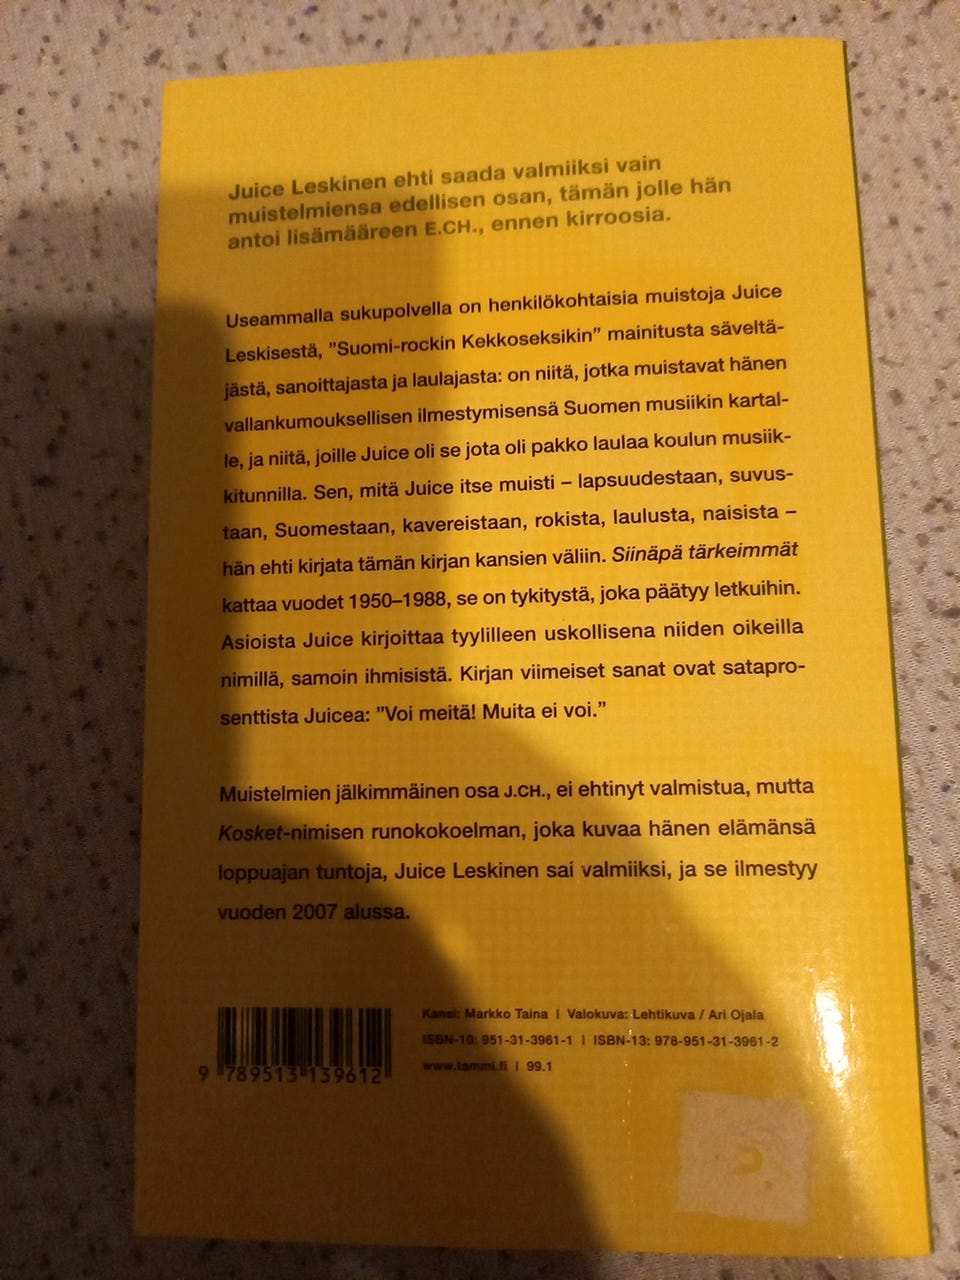 Juice Leskinen ehti saada valmiiksi vain
muistelmiensa edellisen osan, tämän jolle hän
antoi lisämääreen E.CH., ennen kirroosia.
Useammalla sukupolvella on henkilökohtaisia muistoja Juice
Leskisestä, ”Suomi-rockin Kekkoseksikin” mainitusta säveltä-
jästä, sanoittajasta ja laulajasta: on niitä, jotka muistavat hänen
vallankumouksellisen ilmestymisensä Suomen musiikin kartal-
le, ja niitä, joille Juice oli se jota oli pakko laulaa koulun musiik-
kitunnilla. Sen, mitä Juice itse muisti – lapsuudestaan, suvus-
taan, Suomestaan, kavereistaan, rokista, laulusta, naisista –
hän ehti kirjata tämän kirjan kansien väliin. Siinäpä tärkeimmät
kattaa vuodet 1950–1988, se on tykitystä, joka päätyy letkuihin.
Asioista Juice kirjoittaa tyylilleen uskollisena niiden oikeilla
nimillä, samoin ihmisistä. Kirjan viimeiset sanat ovat satapro-
senttista Juicea: ”Voi meitä! Muita ei voi.”
Muistelmien jälkimmäinen osa J.CH., ei ehtinyt valmistua, mutta
Kosket-nimisen runokokoelman, joka kuvaa hänen elämänsä
loppuajan tuntoja, Juice Leskinen sai valmiiksi, ja se ilmestyy
vuoden 2007 alussa.
Kansi: Markko Taina | Valokuva: Lehtikuva / Ari Ojala
ISBN-10: 951-31-3961-1 | ISBN-13: 978-951-31-3961-2
www.tammi.fi | 99.1
9 789513 139612